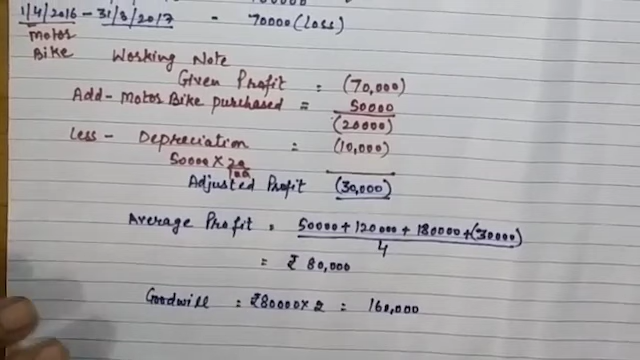 1/4/2016 - 31/3/2017 - 70000 (Loss)
Motor
Bike Working Note
Given Profit : (70,000)
Add - Motor Bike purchased = 50000
(20000)
Less - Depreciation : (10,000)
50000 × 20/100
Adjusted Profit (30,000)
Average Profit = 50000 + 120000 + 180000 + (30000)
4
= ₹ 80,000
Goodwill = ₹80000 × 2 = 160,000